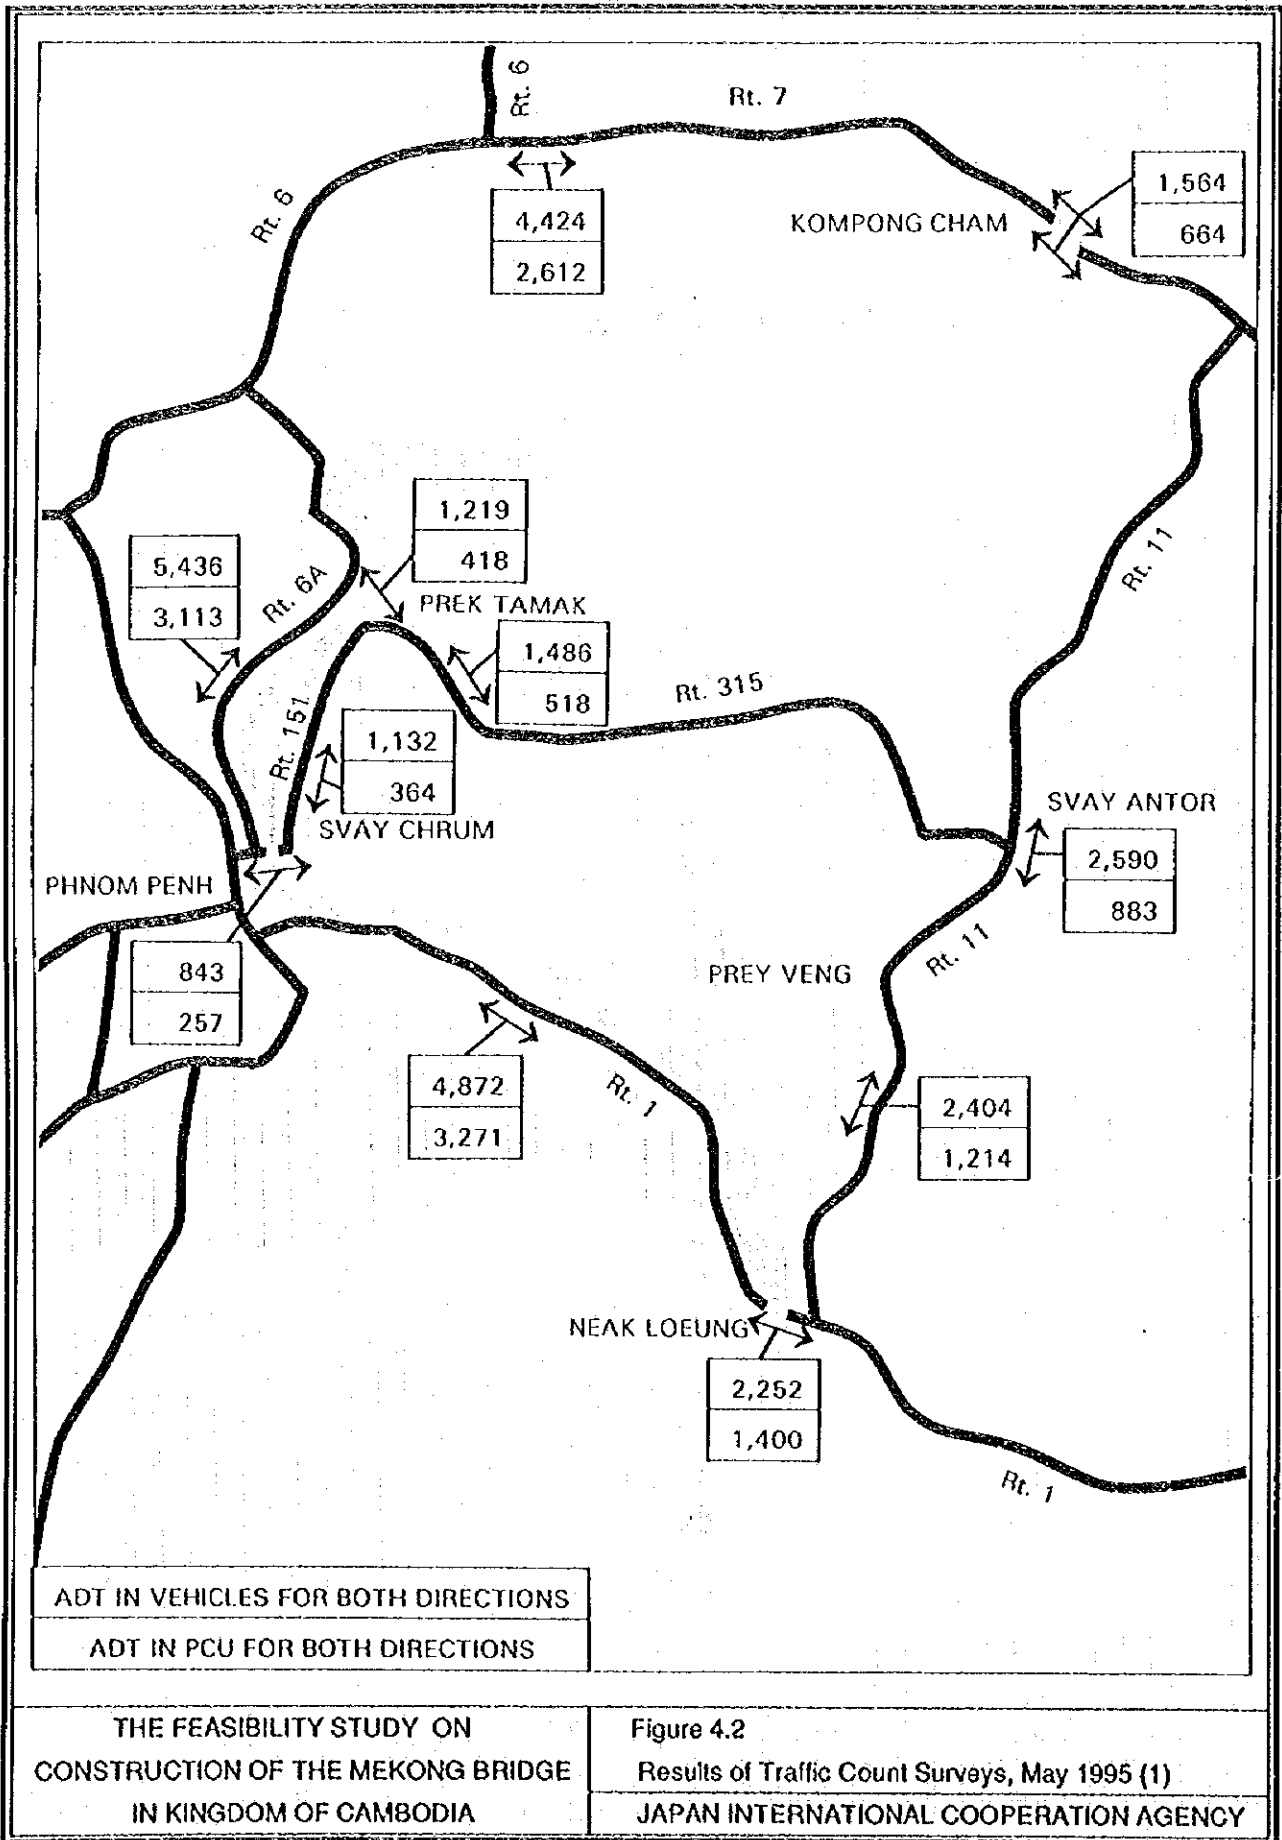 Rt. 6
Rt. 7
Rt. 6
4,424
2,612
KOMPONG CHAM
1,564
664
1,219
418
5,436
3,113
Rt. 6A
PREK TAMAK
1,486
518
Rt. 11
Rt. 315
Rt. 151
1,132
364
SVAY CHRUM
SVAY ANTOR
2,590
883
PHNOM PENH
843
257
Rt. 11
PREY VENG
4,872
3,271
Rt. 1
2,404
1,214
NEAK LOEUNG
2,252
1,400
Rt. 1
ADT IN VEHICLES FOR BOTH DIRECTIONS
ADT IN PCU FOR BOTH DIRECTIONS
THE FEASIBILITY STUDY ON
CONSTRUCTION OF THE MEKONG BRIDGE
IN KINGDOM OF CAMBODIA
Figure 4.2
Results of Traffic Count Surveys, May 1995 (1)
JAPAN INTERNATIONAL COOPERATION AGENCY